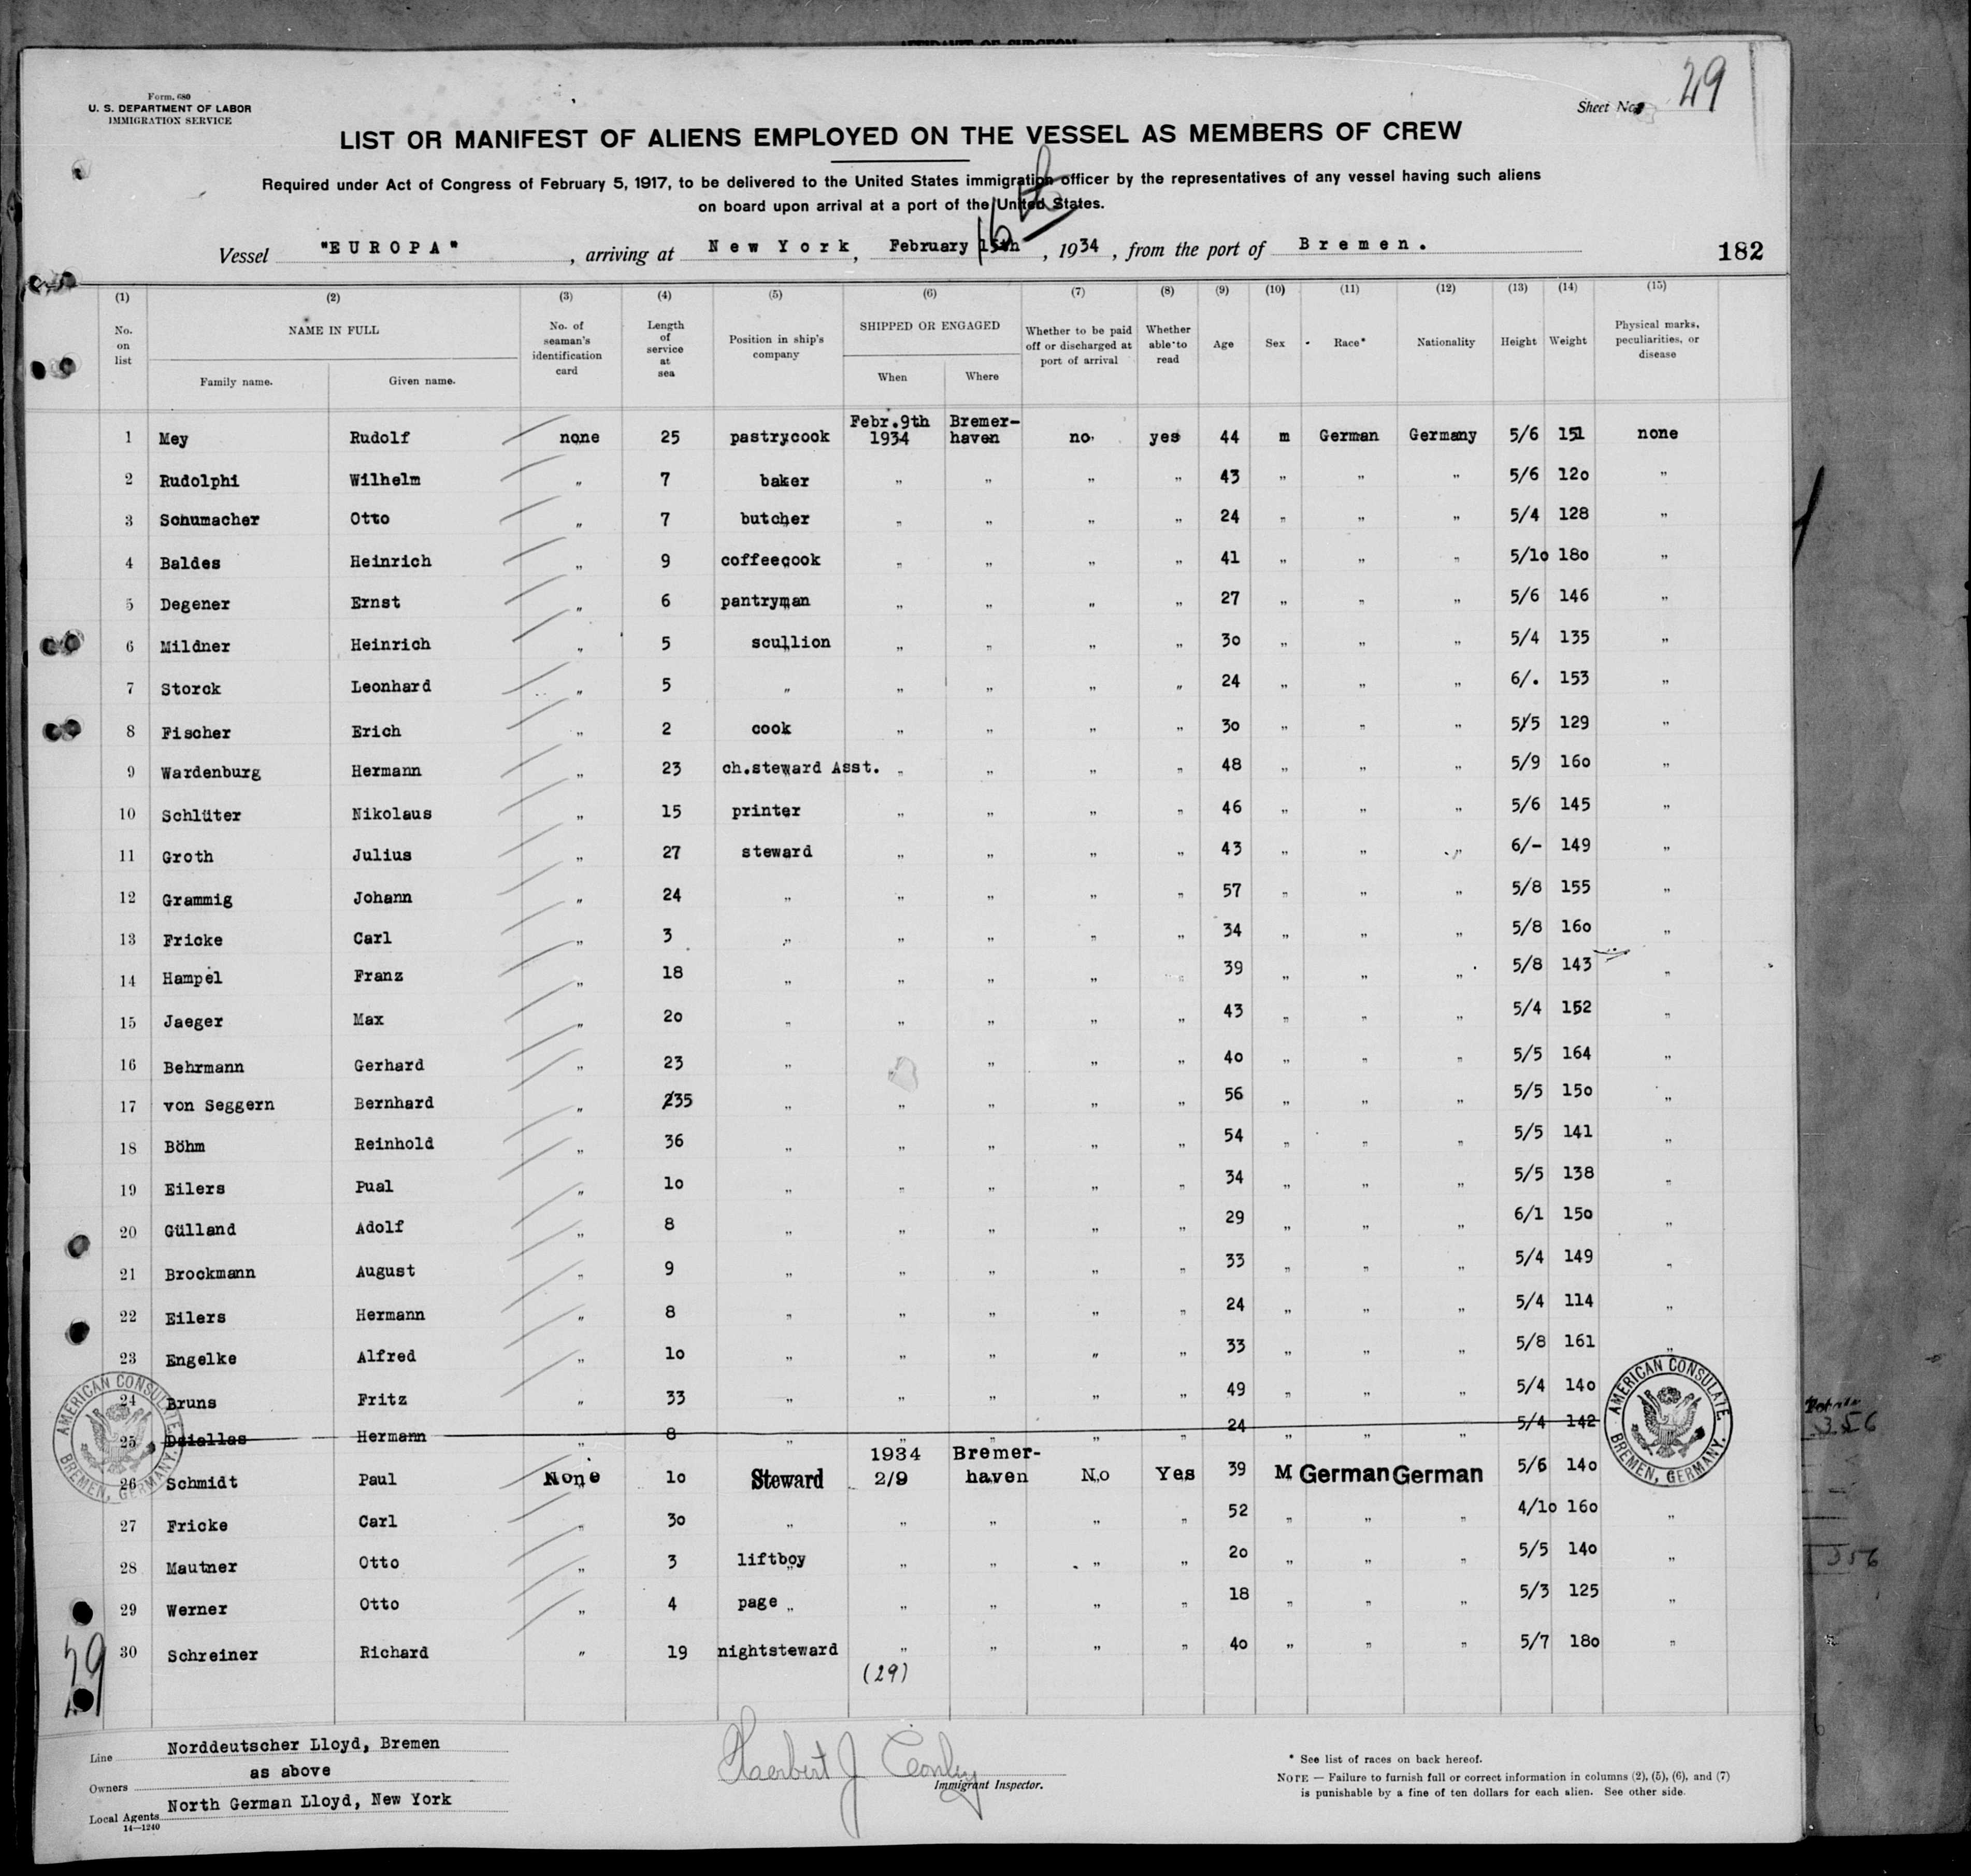 Form 680
U. S. DEPARTMENT OF LABOR
IMMIGRATION SERVICE
Sheet No. 29
LIST OR MANIFEST OF ALIENS EMPLOYED ON THE VESSEL AS MEMBERS OF CREW
Required under Act of Congress of February 5, 1917, to be delivered to the United States immigration officer by the representatives of any vessel having such aliens
on board upon arrival at a port of the United States.
Vessel "EUROPA", arriving at New York, February 15th 16th, 1934, from the port of Bremen.
182
(1) (2) (3) (4) (5) (6) (7) (8) (9) (10) (11) (12) (13) (14) (15)
No. on list NAME IN FULL Family name. Given name. No. of seaman's identification card Length of service at sea Position in ship's company SHIPPED OR ENGAGED When Where Whether to be paid off or discharged at port of arrival Whether able to read Age Sex Race* Nationality Height Weight Physical marks, peculiarities, or disease
1 Mey Rudolf none 25 pastrycook Febr.9th 1934 Bremer-haven no yes 44 m German Germany 5/6 151 none
2 Rudolphi Wilhelm " 7 baker " " " " 43 " " " 5/6 120 "
3 Schumacher Otto " 7 butcher " " " " 24 " " " 5/4 128 "
4 Baldes Heinrich " 9 coffeecook " " " " 41 " " " 5/10 180 "
5 Degener Ernst " 6 pantryman " " " " 27 " " " 5/6 146 "
6 Mildner Heinrich " 5 scullion " " " " 30 " " " 5/4 135 "
7 Storck Leonhard " 5 " " " " " 24 " " " 6/. 153 "
8 Fischer Erich " 2 cook " " " " 30 " " " 5/5 129 "
9 Wardenburg Hermann " 23 ch.steward Asst. " " " " 48 " " " 5/9 160 "
10 Schlüter Nikolaus " 15 printer " " " " 46 " " " 5/6 145 "
11 Groth Julius " 27 steward " " " " 43 " " " 6/- 149 "
12 Grammig Johann " 24 " " " " " 57 " " " 5/8 155 "
13 Fricke Carl " 3 " " " " " 34 " " " 5/8 160 "
14 Hampel Franz " 18 " " " " " 39 " " " 5/8 143 "
15 Jaeger Max " 20 " " " " " 43 " " " 5/4 152 "
16 Behrmann Gerhard " 23 " " " " " 40 " " " 5/5 164 "
17 von Seggern Bernhard " 35 " " " " " 56 " " " 5/5 150 "
18 Böhm Reinhold " 36 " " " " " 54 " " " 5/5 141 "
19 Eilers Pual " 10 " " " " " 34 " " " 5/5 138 "
20 Gülland Adolf " 8 " " " " " 29 " " " 6/1 150 "
21 Brockmann August " 9 " " " " " 33 " " " 5/4 149 "
22 Eilers Hermann " 8 " " " " " 24 " " " 5/4 114 "
23 Engelke Alfred " 10 " " " " " 33 " " " 5/8 161 "
24 Bruns Fritz " 33 " " " " " 49 " " " 5/4 140
25 Hermann " 8 " " " " " 24 " " " 5/4 142
26 Schmidt Paul None 10 Steward 1934 2/9 Bremer-haven No Yes 39 M German German 5/6 140
27 Fricke Carl " 30 " " " " " 52 " " " 4/10 160 "
28 Mautner Otto " 3 liftboy " " " " 20 " " " 5/5 140 "
29 Werner Otto " 4 page " " " " 18 " " " 5/3 125 "
30 Schreiner Richard " 19 nightsteward " " " " 40 " " " 5/7 180 "
(29)
29
AMERICAN CONSULATE BREMEN, GERMANY.
AMERICAN CONSULATE BREMEN, GERMANY.
356
356
Line Norddeutscher Lloyd, Bremen
Owners as above
Local Agents North German Lloyd, New York
14—1240
Herbert J Conley
Immigrant Inspector.
* See list of races on back hereof.
NOTE — Failure to furnish full or correct information in columns (2), (5), (6), and (7)
is punishable by a fine of ten dollars for each alien. See other side.